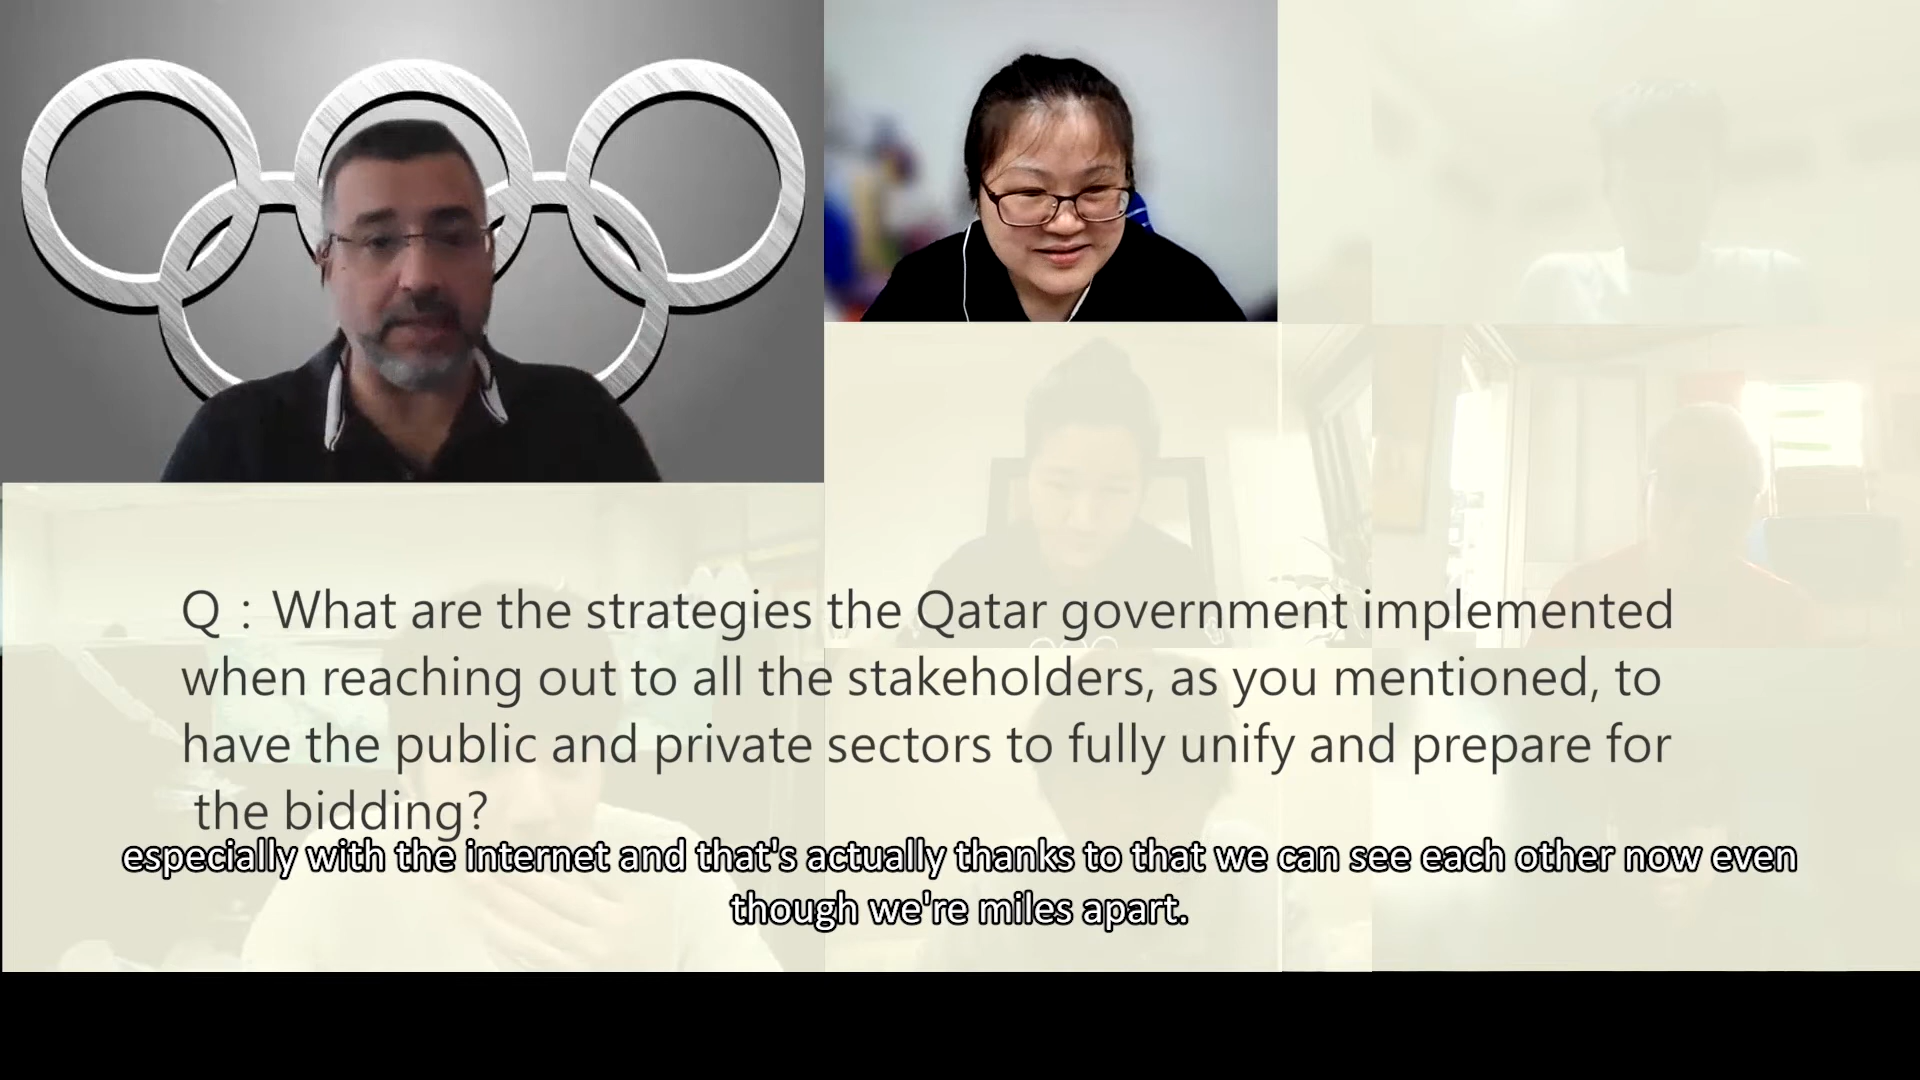 Q : What are the strategies the Qatar government implemented
when reaching out to all the stakeholders, as you mentioned, to
have the public and private sectors to fully unify and prepare for
the bidding?
especially with the internet and that's actually thanks to that we can see each other now even
though we're miles apart.